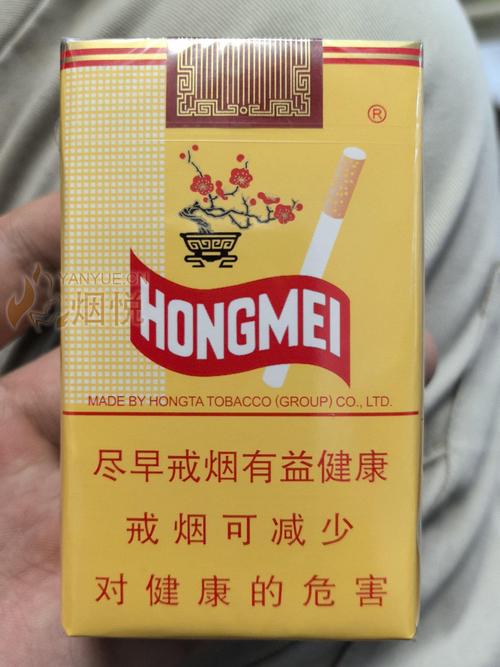 ®
YANYUE.CN
烟悦
HONGMEI
MADE BY HONGTA TOBACCO (GROUP) CO., LTD.
尽早戒烟有益健康
戒烟可减少
对健康的危害